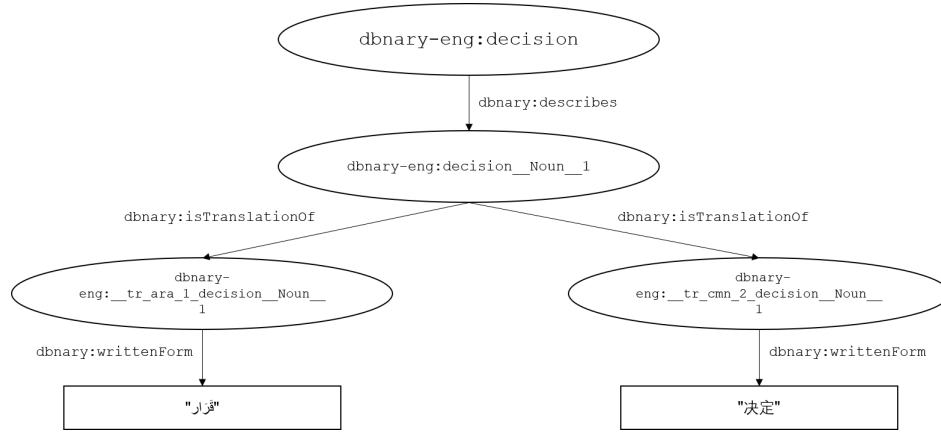 dbnary-eng:decision
dbnary:describes
dbnary-eng:decision__Noun__1
dbnary:isTranslationOf
dbnary:isTranslationOf
dbnary-
eng:__tr_ara_1_decision__Noun__
1
dbnary-
eng:__tr_cmn_2_decision__Noun__
1
dbnary:writtenForm
dbnary:writtenForm
"قَرَار"
"决定"